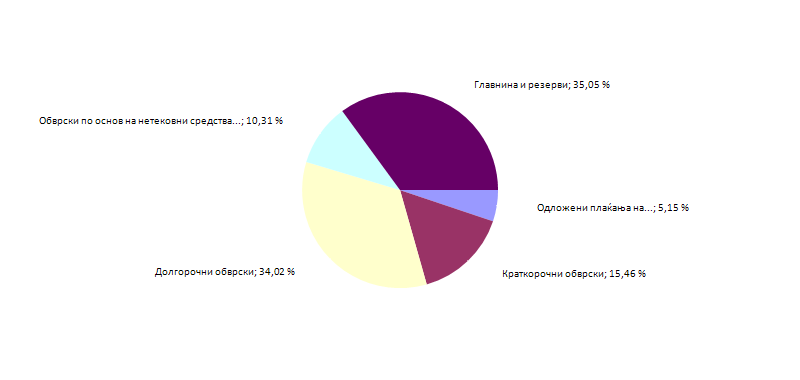 Главнина и резерви; 35,05 %
Обврски по основ на нетековни средства...; 10,31 %
Одложени плаќања на...; 5,15 %
Долгорочни обврски; 34,02 %
Краткорочни обврски; 15,46 %